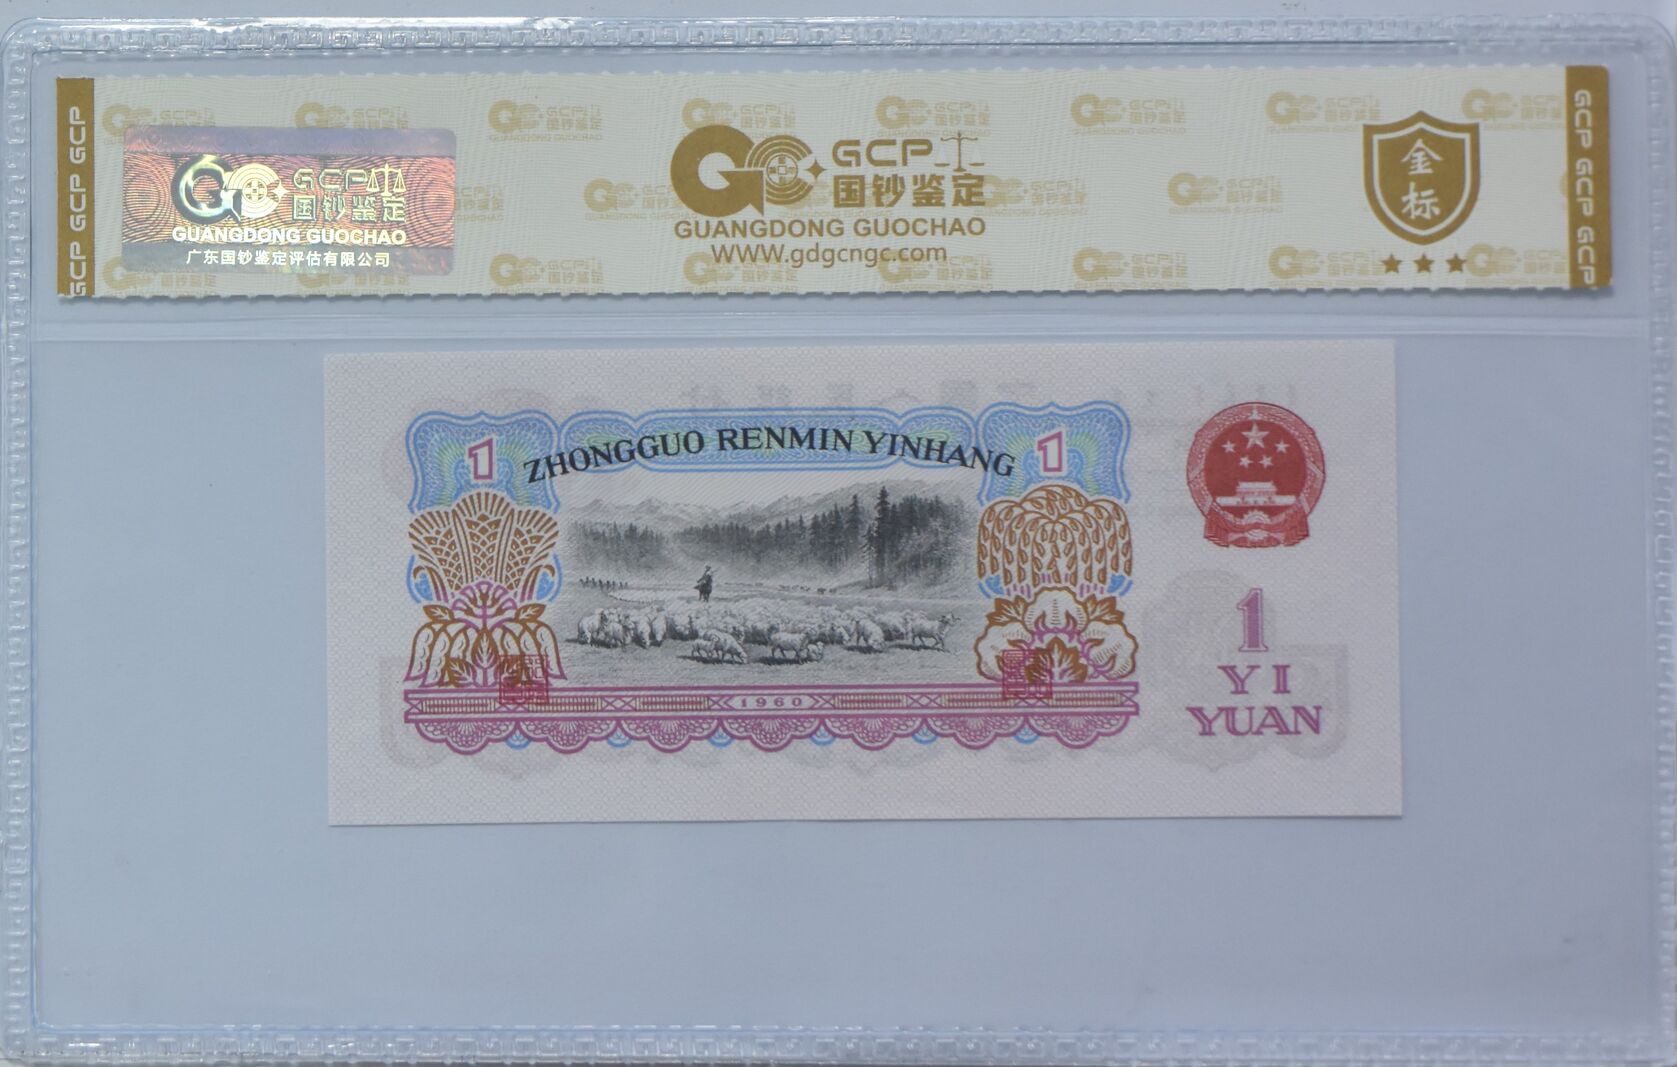 GCP GCP GCP
GCP
国钞鉴定
GUANGDONG GUOCHAO
广东国钞鉴定评估有限公司
GCP
国钞鉴定
GUANGDONG GUOCHAO
WWW.gdgcngc.com
金
标
GCP GCP GCP
ZHONGGUO RENMIN YINHANG
1
1
1960
1
YI
YUAN